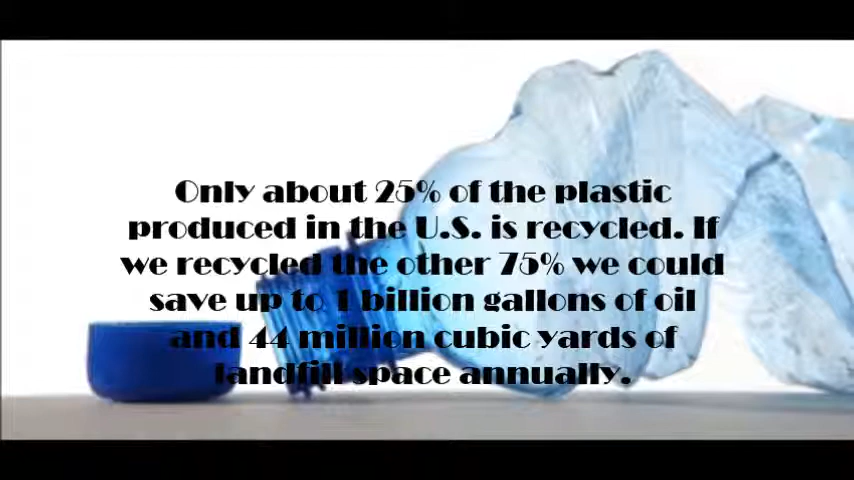 Only about 25% of the plastic
produced in the U.S. is recycled. If
we recycled the other 75% we could
save up to 1 billion gallons of oil
and 44 million cubic yards of
landfill space annually.